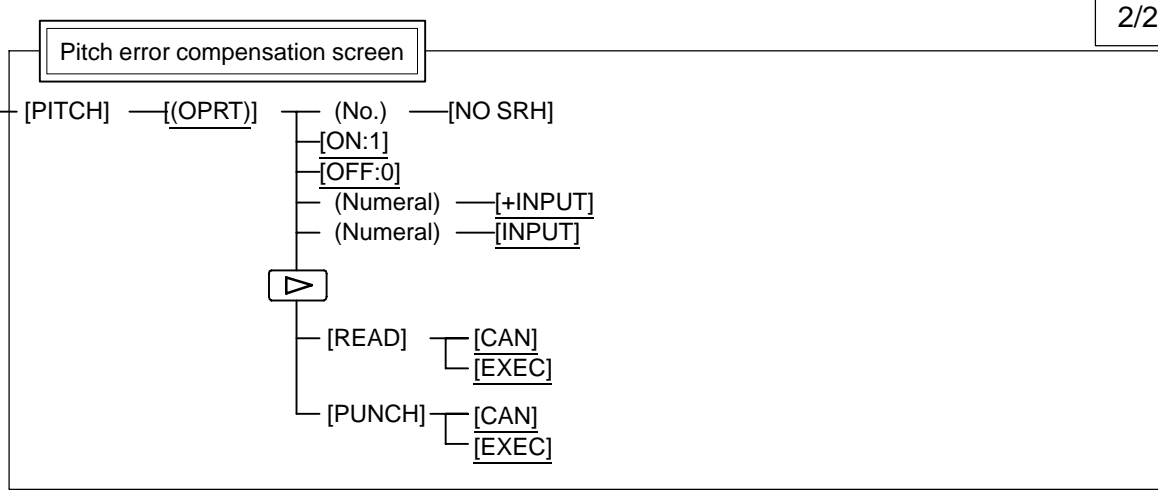 2/2
Pitch error compensation screen
[PITCH] [(OPRT)] (No.) [NO SRH]
[ON:1]
[OFF:0]
(Numeral) [+INPUT]
(Numeral) [INPUT]
[READ] [CAN]
[EXEC]
[PUNCH] [CAN]
[EXEC]